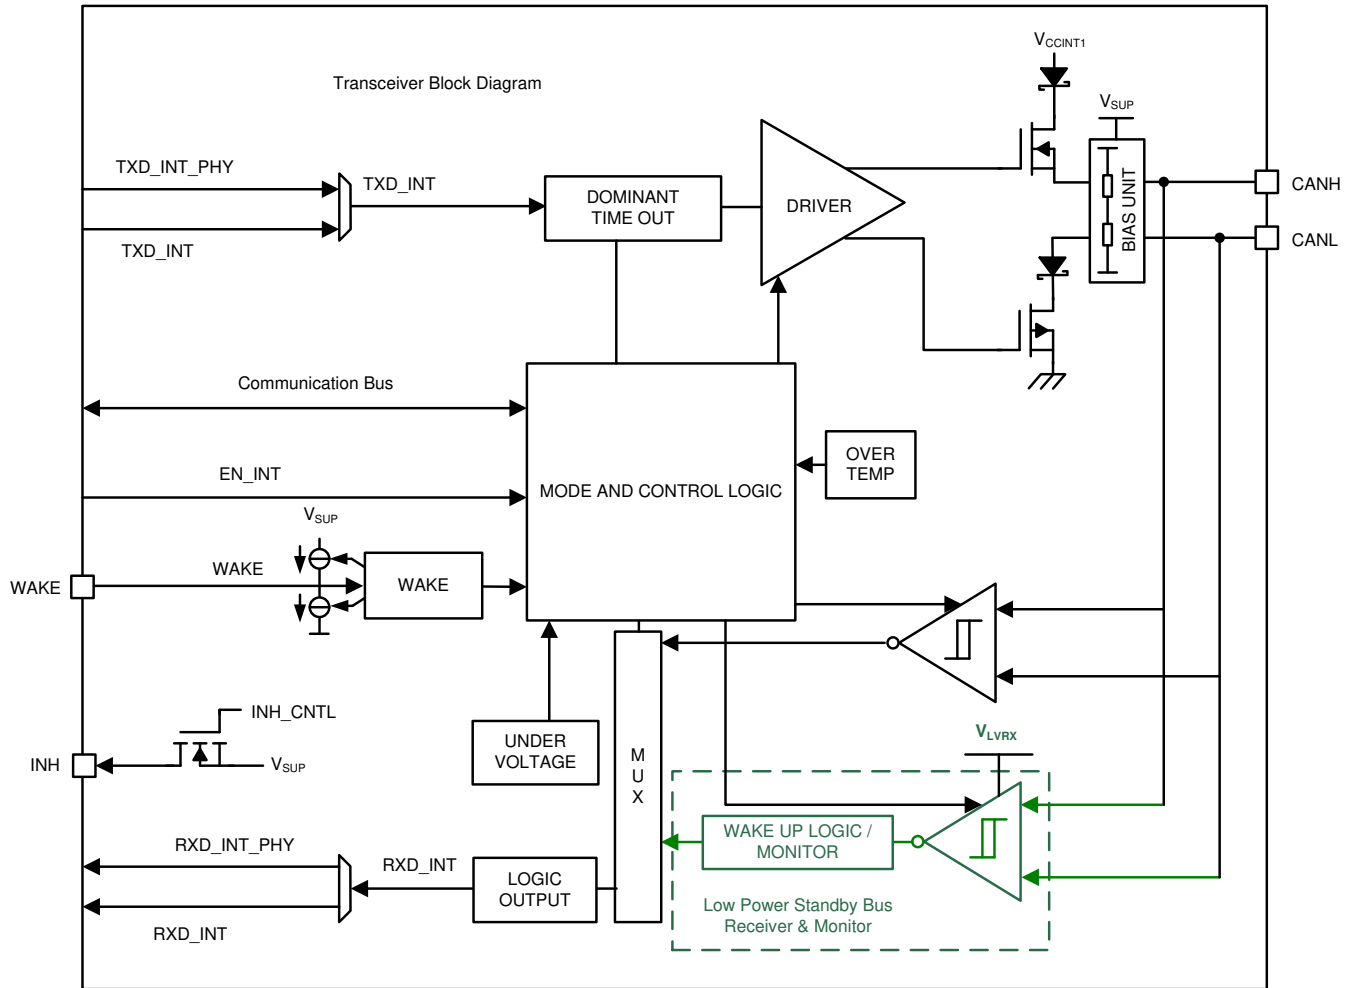 Transceiver Block Diagram
VCCINT1
VSUP
TXD_INT_PHY
TXD_INT
TXD_INT
DOMINANT
TIME OUT
DRIVER
BIAS UNIT
CANH
CANL
Communication Bus
EN_INT
MODE AND CONTROL LOGIC
OVER
TEMP
VSUP
WAKE
WAKE
WAKE
INH_CNTL
INH
VSUP
UNDER
VOLTAGE
M
U
X
VLVRX
WAKE UP LOGIC /
MONITOR
Low Power Standby Bus
Receiver & Monitor
RXD_INT_PHY
RXD_INT
RXD_INT
LOGIC
OUTPUT